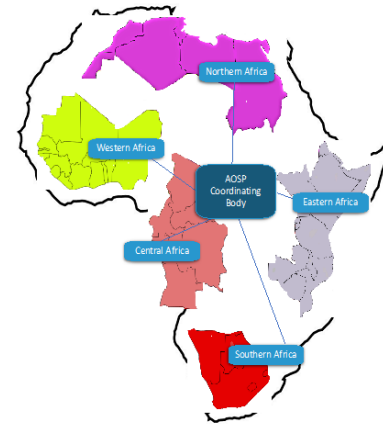 Northern Africa
Western Africa
AOSP
Coordinating
Body
Eastern Africa
Central Africa
Southern Africa